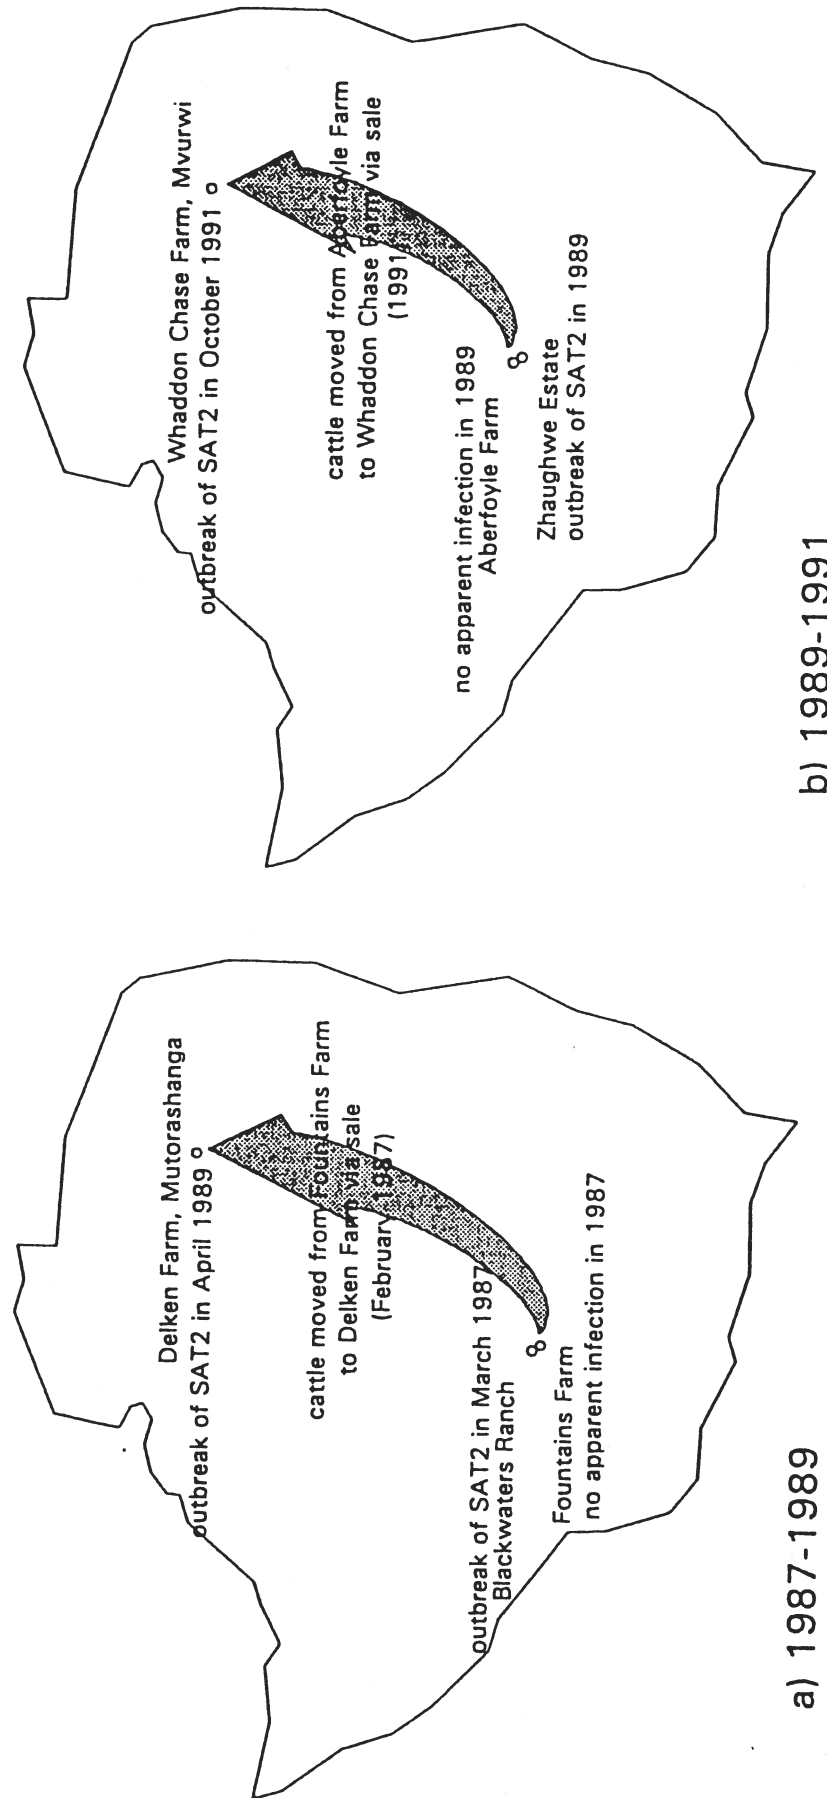 Delken Farm, Mutorashanga
outbreak of SAT2 in April 1989
cattle moved from Fountains Farm
to Delken Farm via sale
(February 1987)
outbreak of SAT2 in March 1987
Blackwaters Ranch
Fountains Farm
no apparent infection in 1987
a) 1987-1989
Whaddon Chase Farm, Mvurwi
outbreak of SAT2 in October 1991
cattle moved from Aberfoyle Farm
to Whaddon Chase Farm via sale
(1991)
no apparent infection in 1989
Aberfoyle Farm
Zhaughwe Estate
outbreak of SAT2 in 1989
b) 1989-1991